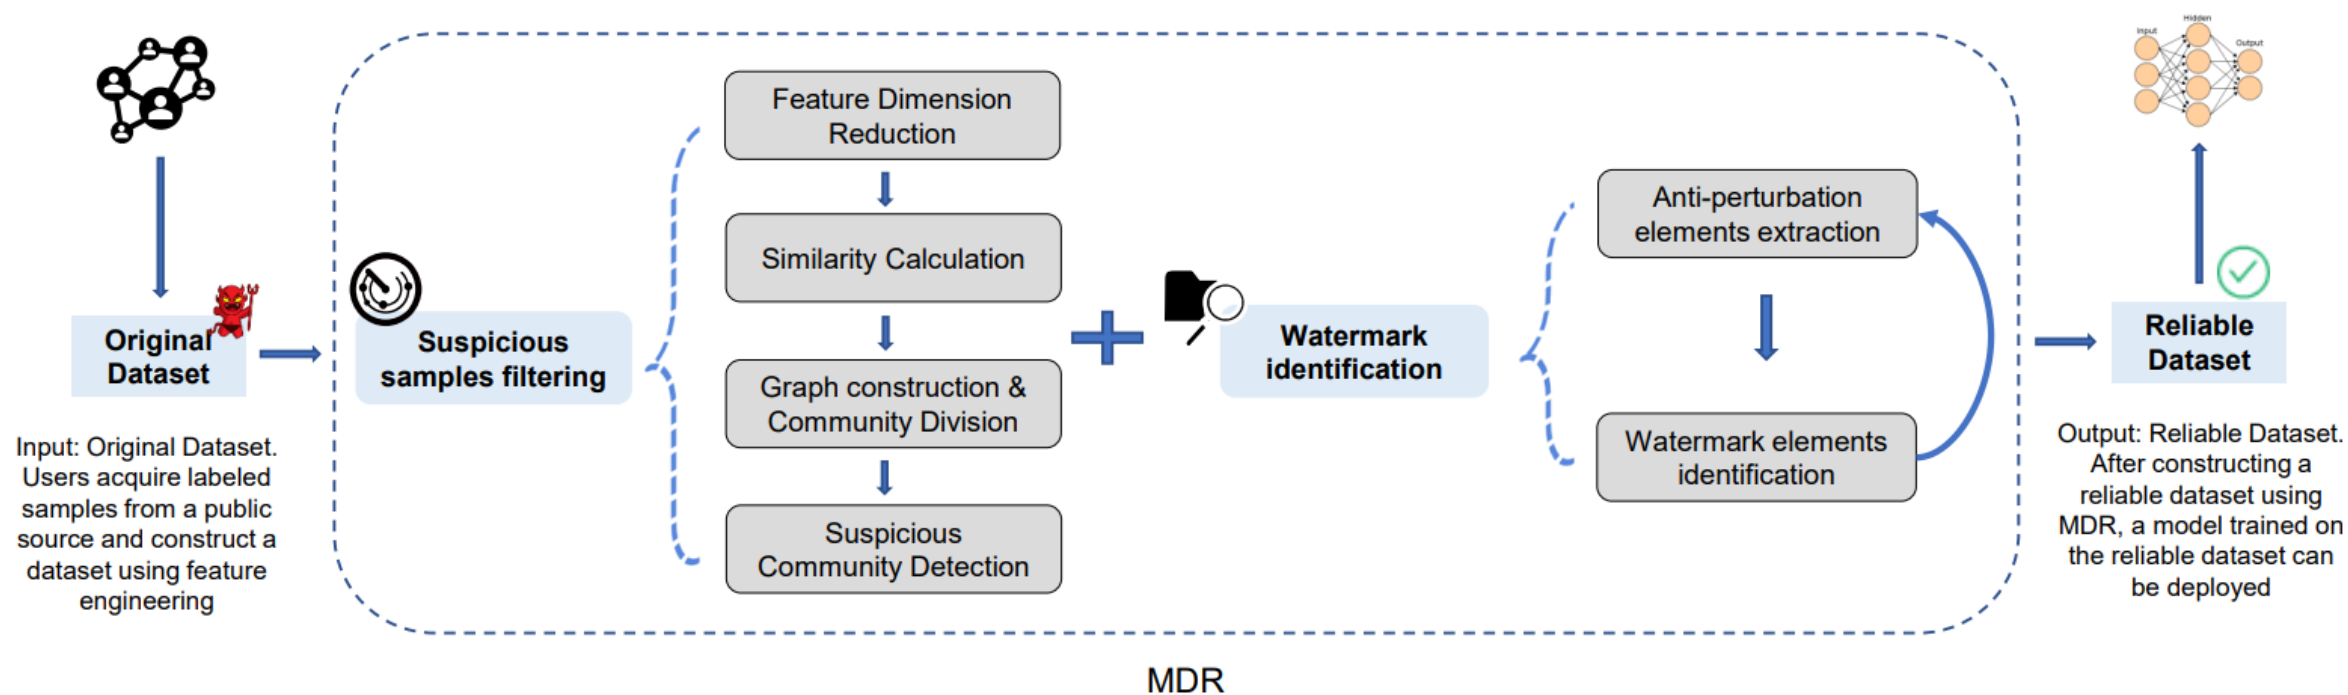 Input
Hidden
Output
Feature Dimension
Reduction
Similarity Calculation
Graph construction &
Community Division
Suspicious
Community Detection
Anti-perturbation
elements extraction
Watermark elements
identification
Original
Dataset
Suspicious
samples filtering
Watermark
identification
Reliable
Dataset
Input: Original Dataset.
Users acquire labeled
samples from a public
source and construct a
dataset using feature
engineering
Output: Reliable Dataset.
After constructing a
reliable dataset using
MDR, a model trained on
the reliable dataset can
be deployed
MDR